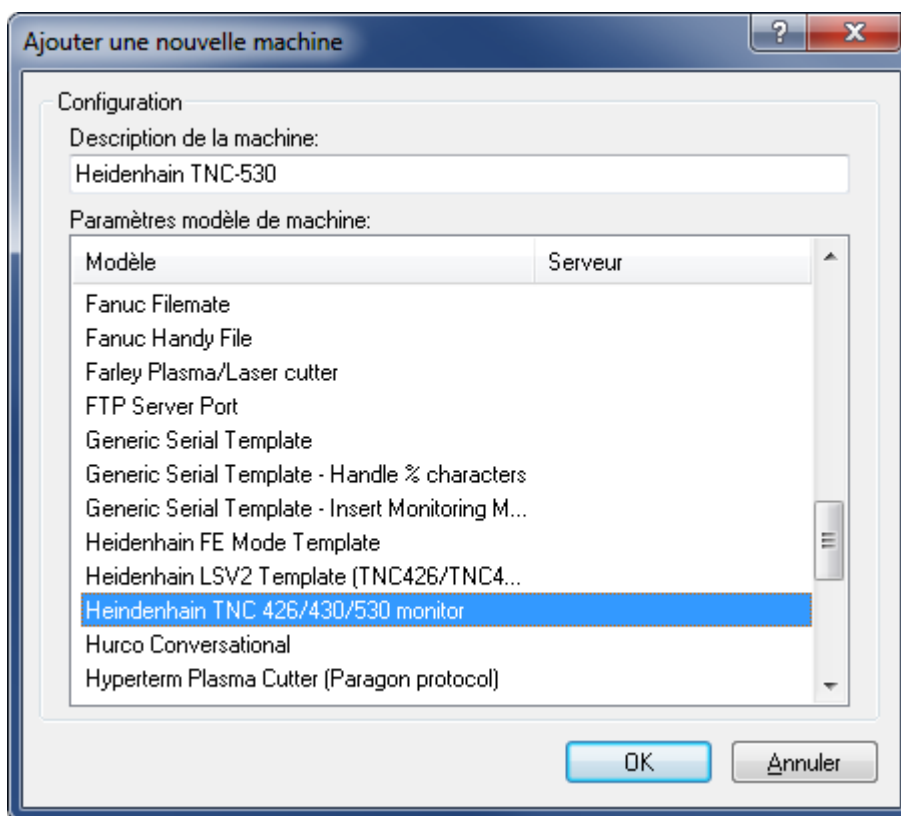 Ajouter une nouvelle machine
Configuration
Description de la machine:
Heidenhain TNC-530
Paramètres modèle de machine:
Modèle Serveur
Fanuc Filemate
Fanuc Handy File
Farley Plasma/Laser cutter
FTP Server Port
Generic Serial Template
Generic Serial Template - Handle % characters
Generic Serial Template - Insert Monitoring M...
Heidenhain FE Mode Template
Heidenhain LSV2 Template (TNC426/TNC4...
Heindenhain TNC 426/430/530 monitor
Hurco Conversational
Hyperterm Plasma Cutter (Paragon protocol)
OK Annuler